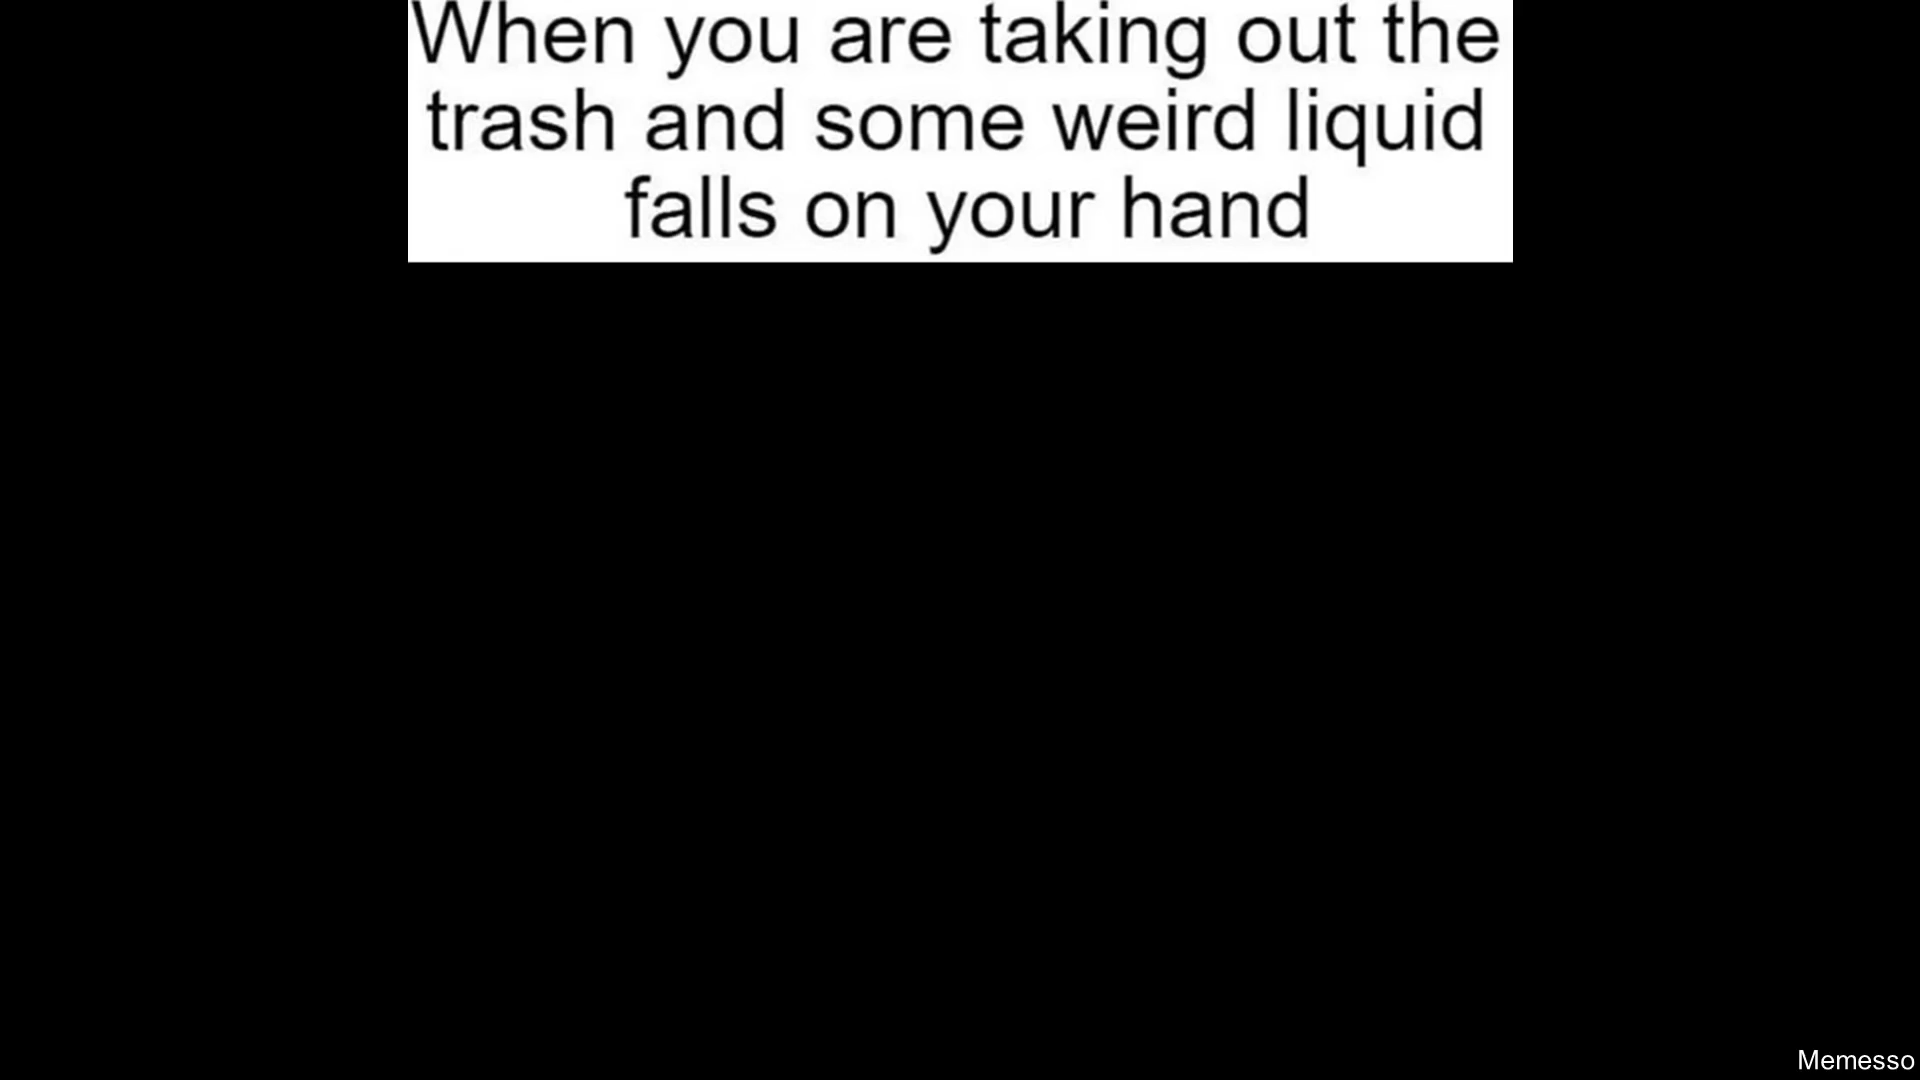 When you are taking out the
trash and some weird liquid
falls on your hand
Memesso